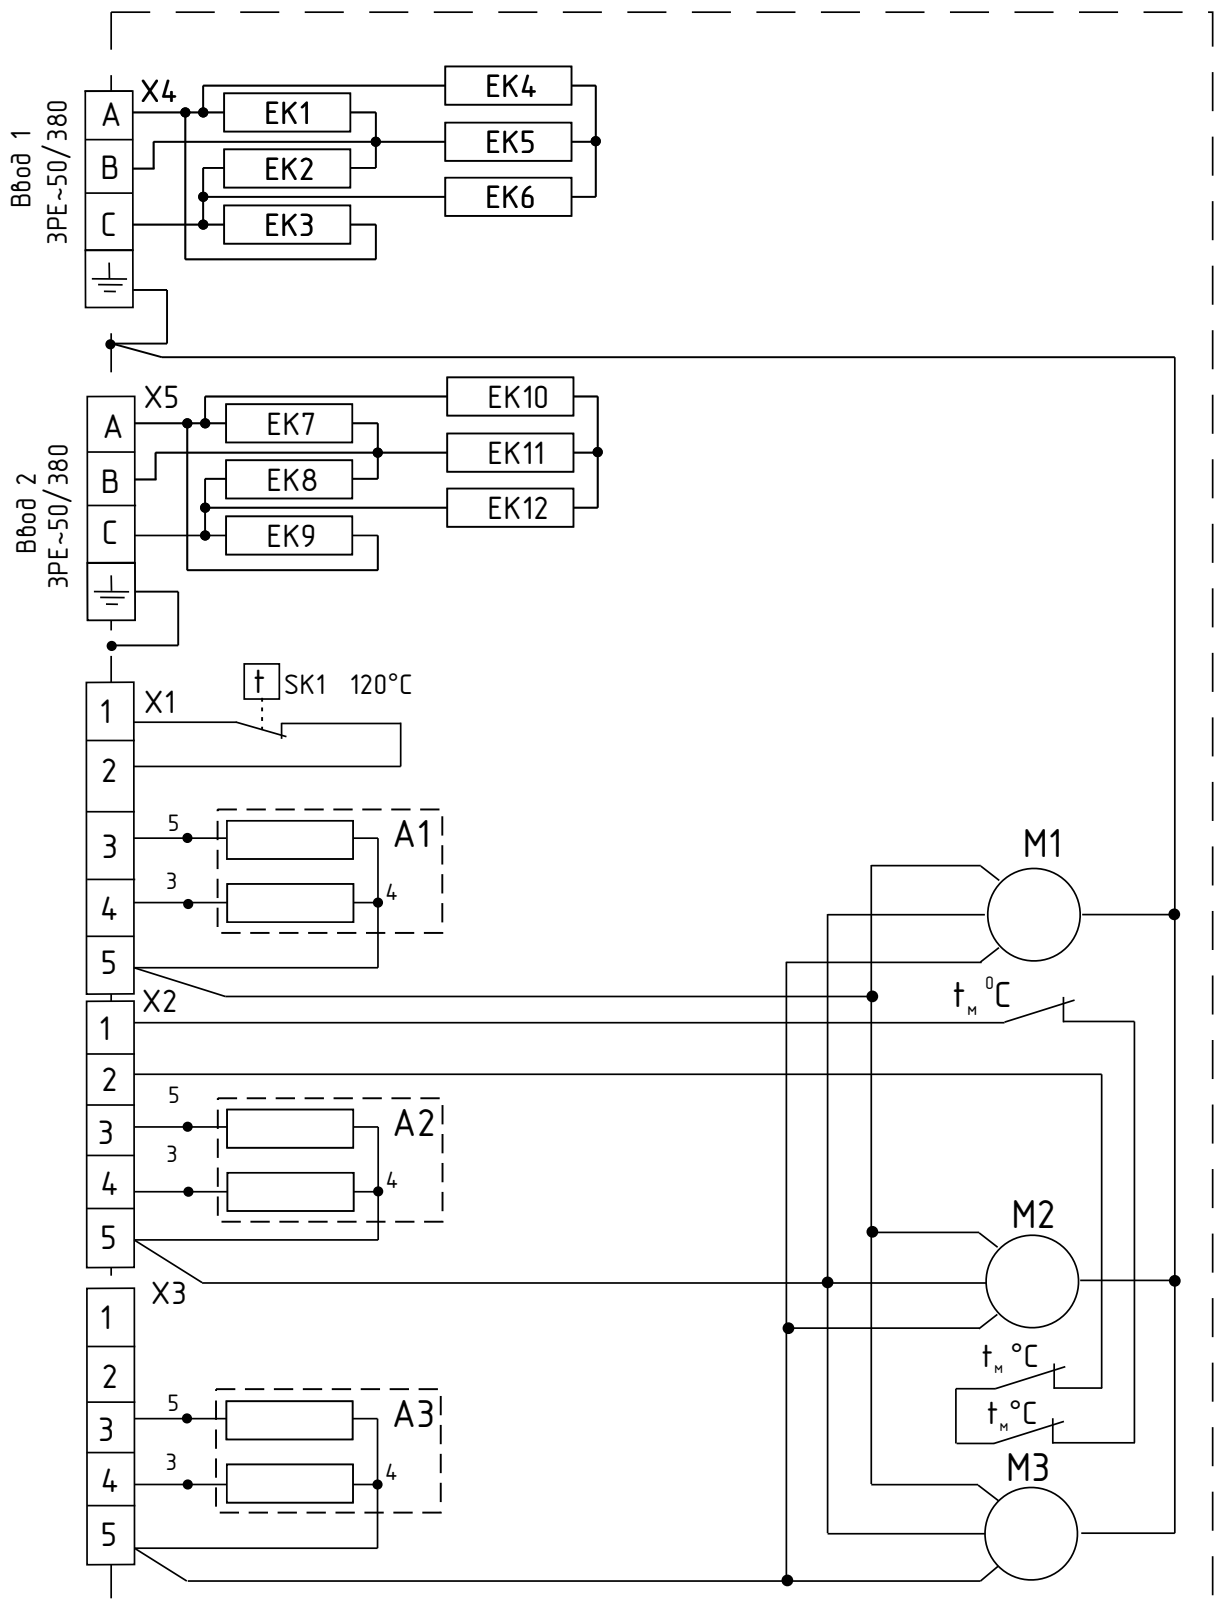 X4
A
B
C
Ввод 1
3PE~50/380
EK4
EK1
EK5
EK2
EK6
EK3
X5
A
B
C
Ввод 2
3PE~50/380
EK10
EK7
EK11
EK8
EK12
EK9
X1
t SK1 120°C
1
2
3
4
5
5
3
4
A1
M1
X2
tм °C
1
2
3
4
5
5
3
4
A2
M2
X3
tм °C
tм °C
1
2
3
4
5
5
3
4
A3
M3